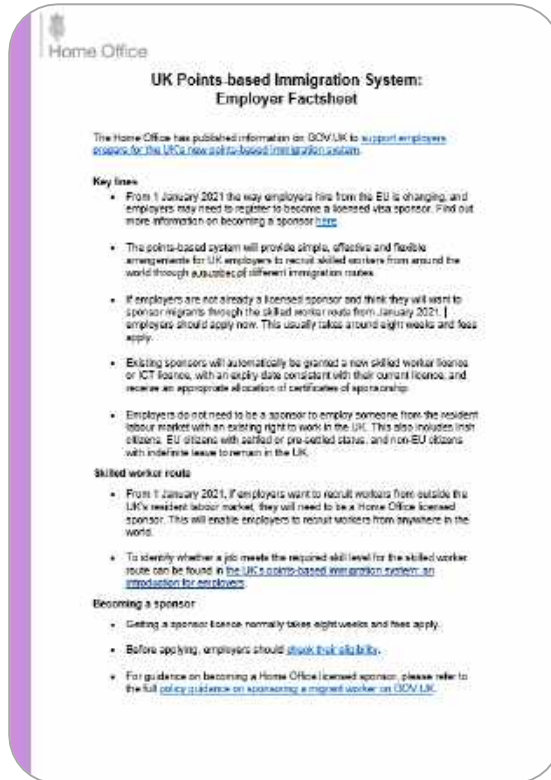 Home Office
UK Points-based Immigration System:
Employer Factsheet
The Home Office has published information on GOV.UK to support employers
prepare for the UK's new points-based immigration system.
Key lines
• From 1 January 2021 the way employers hire from the EU is changing, and
employers may need to register to become a licensed visa sponsor. Find out
more information on becoming a sponsor here
• The points-based system will provide simple, effective and flexible
arrangements for UK employers to recruit skilled workers from around the
world through a number of different immigration routes
• If employers are not already a licensed sponsor and think they will want to
sponsor migrants through the skilled worker route from January 2021,
employers should apply now. This usually takes around eight weeks and fees
apply.
• Existing sponsors will automatically be granted a new skilled worker licence
or ICT licence, with an expiry date consistent with their current licence, and
receive an appropriate allocation of certificates of sponsorship
• Employers do not need to be a sponsor to employ someone from the resident
labour market with an existing right to work in the UK. This also includes Irish
citizens, EU citizens with settled or pre-settled status, and non-EU citizens
with indefinite leave to remain in the UK.
Skilled worker route
• From 1 January 2021, if employers want to recruit workers from outside the
UK's resident labour market, they will need to be a Home Office licensed
sponsor. This will enable employers to recruit workers from anywhere in the
world.
• To identify whether a job meets the required skill level for the skilled worker
route can be found in the UK's points-based immigration system: an
introduction for employers
Becoming a sponsor
• Getting a sponsor licence normally takes eight weeks and fees apply.
• Before applying, employers should check their eligibility.
• For guidance on becoming a Home Office licensed sponsor, please refer to
the full policy guidance on sponsoring a migrant worker on GOV.UK.